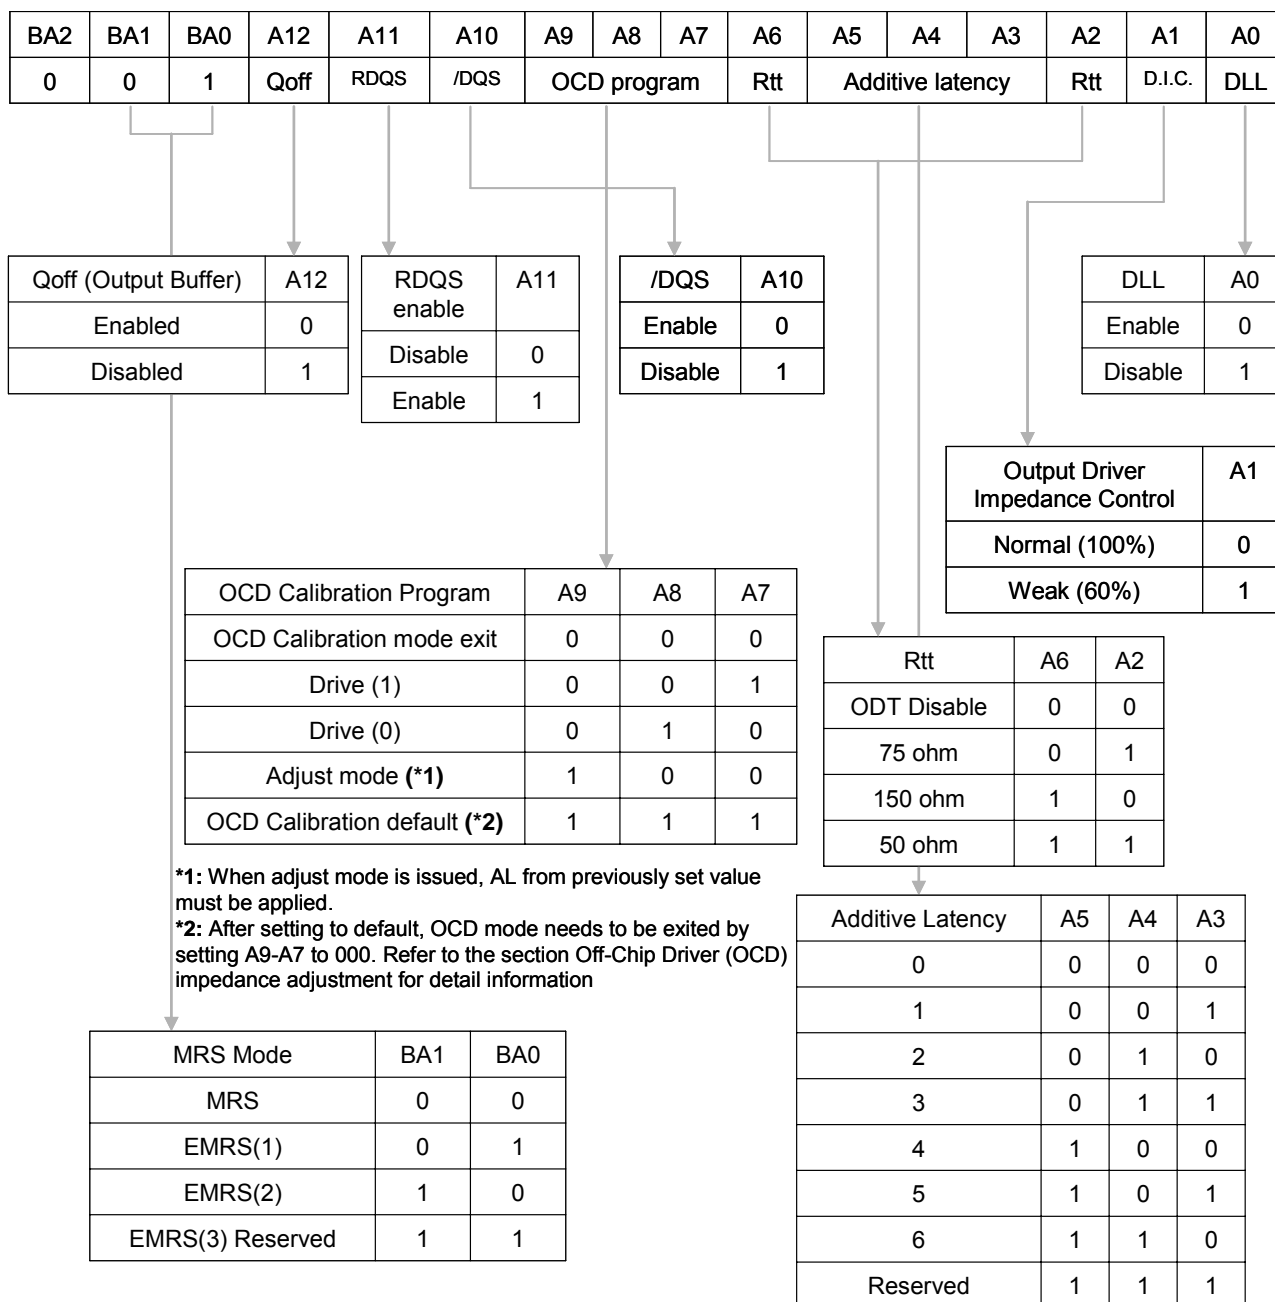 BA2 BA1 BA0 A12 A11 A10 A9 A8 A7 A6 A5 A4 A3 A2 A1 A0
0 0 1 Qoff RDQS /DQS OCD program Rtt Additive latency Rtt D.I.C. DLL
Qoff (Output Buffer) A12
Enabled 0
Disabled 1
RDQS enable A11
Disable 0
Enable 1
/DQS A10
Enable 0
Disable 1
DLL A0
Enable 0
Disable 1
Output Driver
Impedance Control A1
Normal (100%) 0
Weak (60%) 1
OCD Calibration Program A9 A8 A7
OCD Calibration mode exit 0 0 0
Drive (1) 0 0 1
Drive (0) 0 1 0
Adjust mode (*1) 1 0 0
OCD Calibration default (*2) 1 1 1
*1: When adjust mode is issued, AL from previously set value
must be applied.
*2: After setting to default, OCD mode needs to be exited by
setting A9-A7 to 000. Refer to the section Off-Chip Driver (OCD)
impedance adjustment for detail information
Rtt A6 A2
ODT Disable 0 0
75 ohm 0 1
150 ohm 1 0
50 ohm 1 1
MRS Mode BA1 BA0
MRS 0 0
EMRS(1) 0 1
EMRS(2) 1 0
EMRS(3) Reserved 1 1
Additive Latency A5 A4 A3
0 0 0 0
1 0 0 1
2 0 1 0
3 0 1 1
4 1 0 0
5 1 0 1
6 1 1 0
Reserved 1 1 1